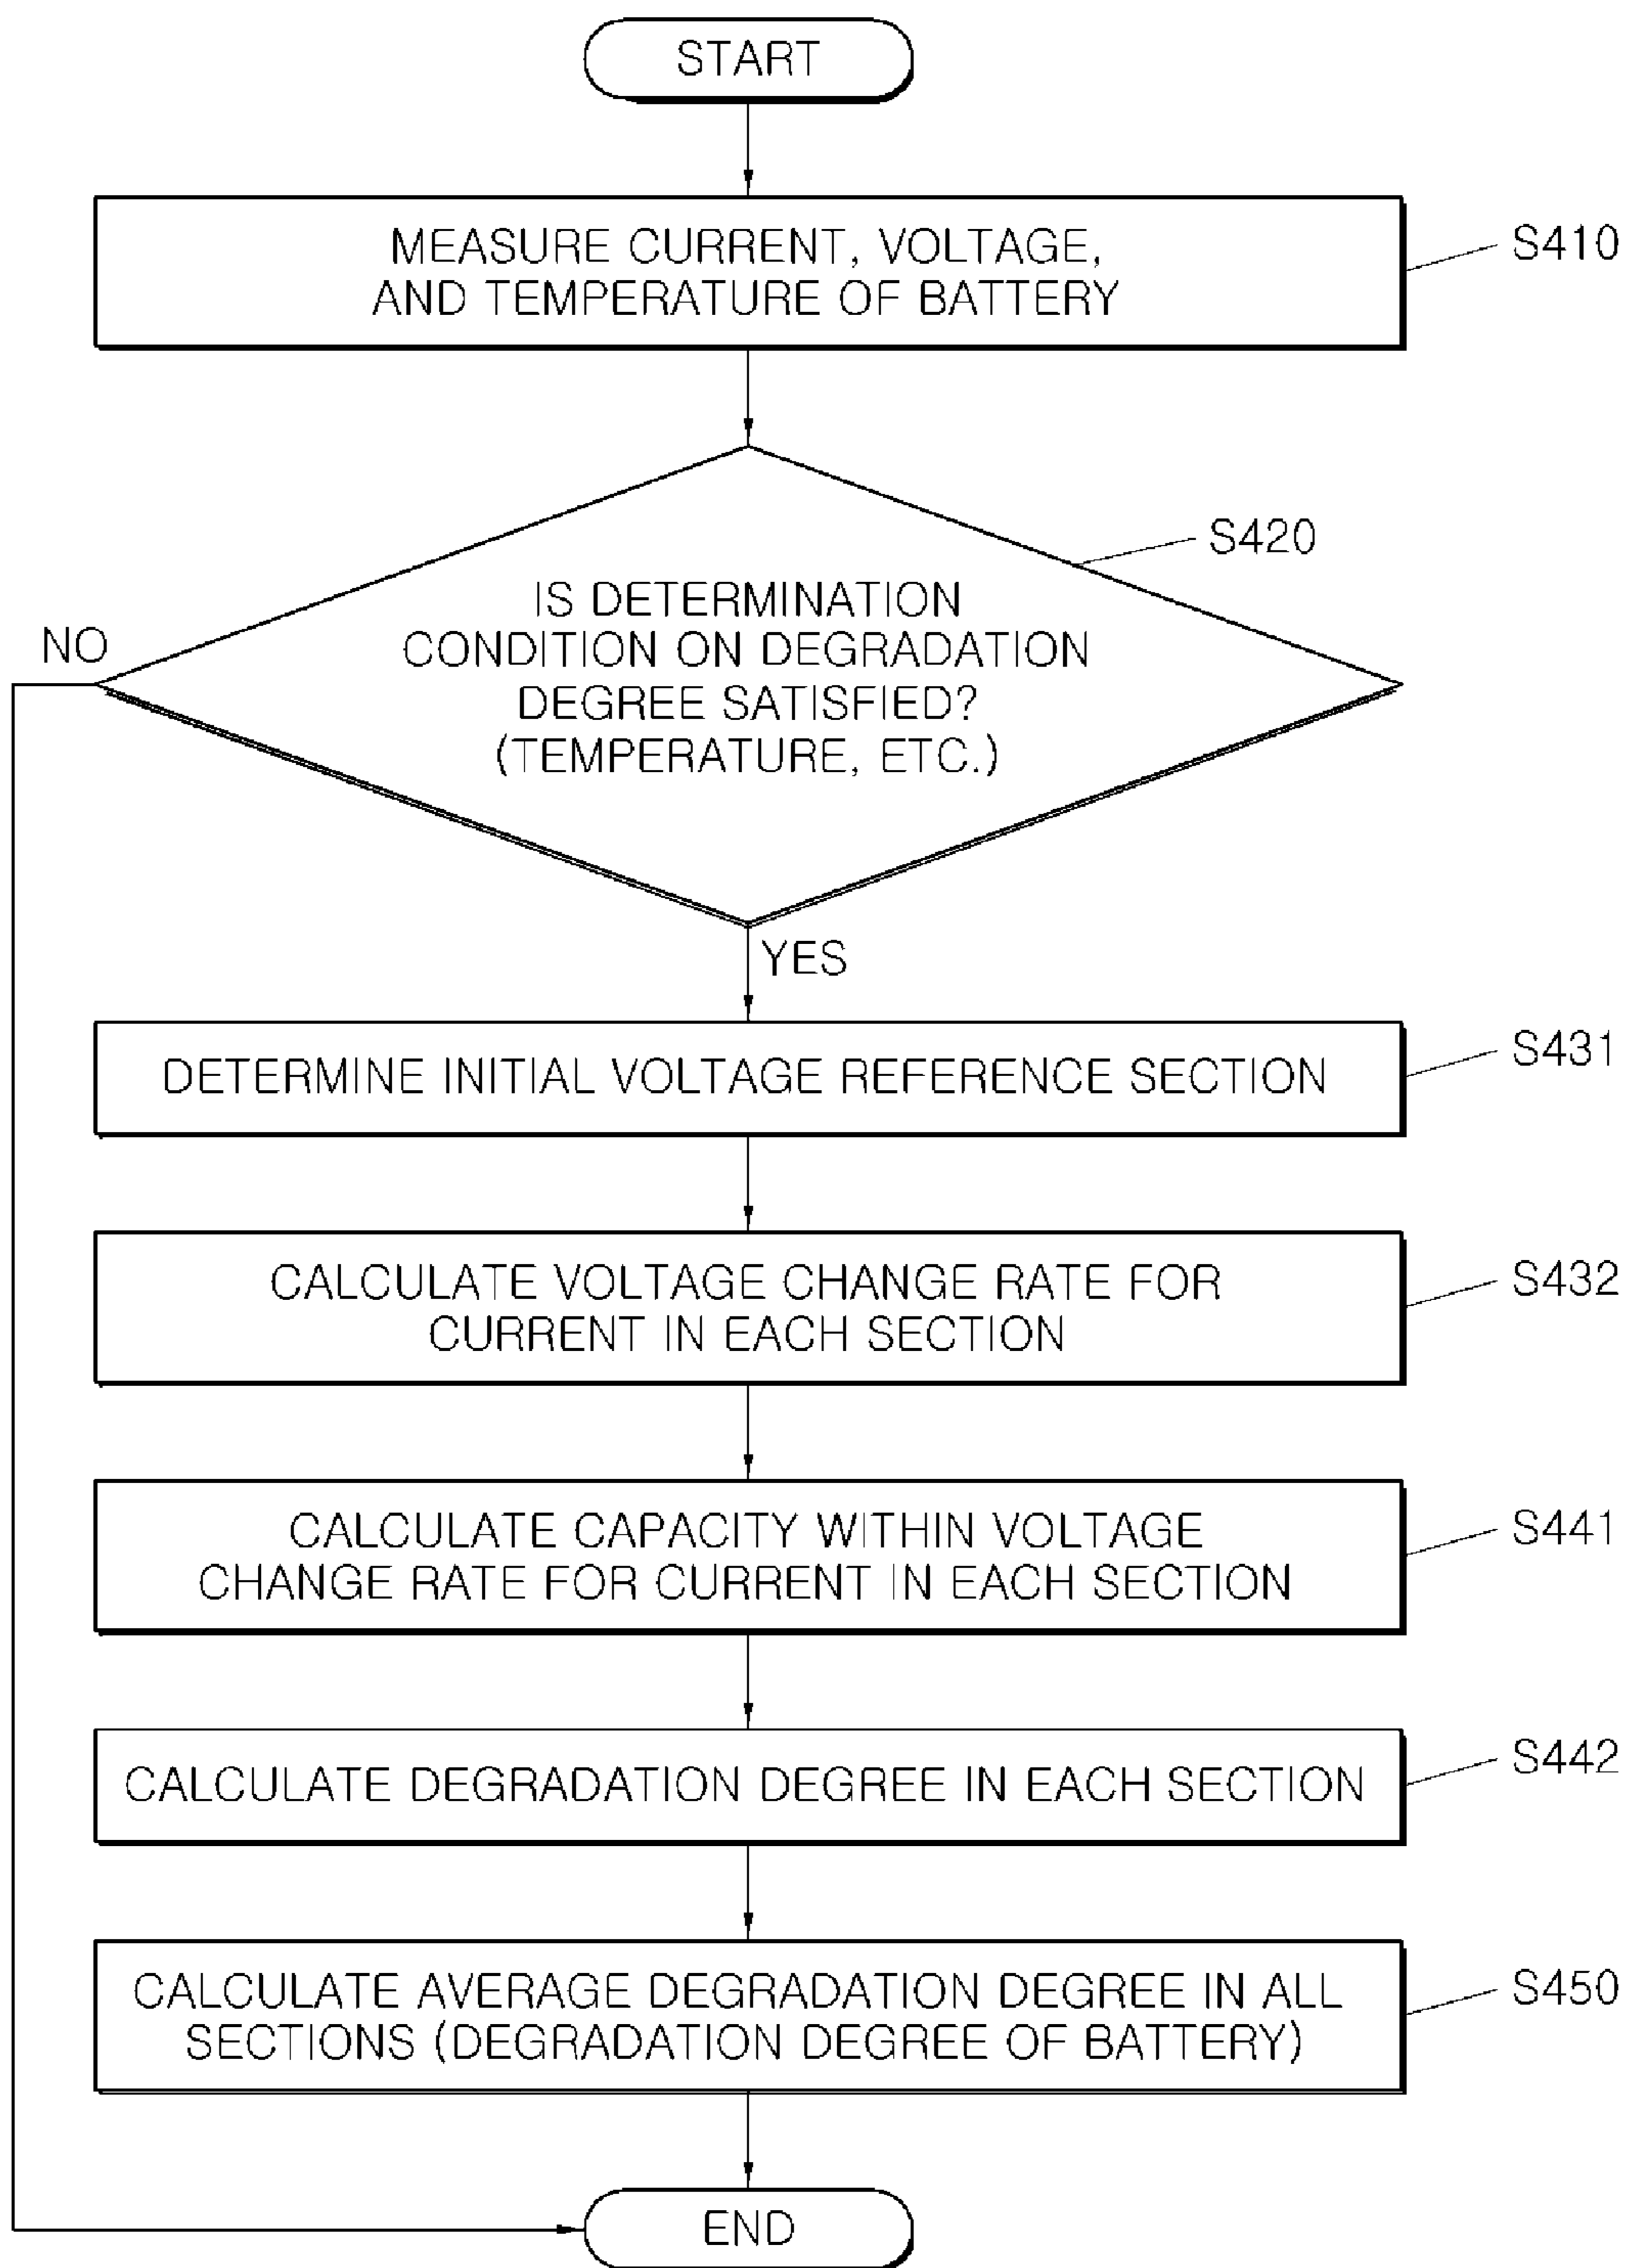 START
MEASURE CURRENT, VOLTAGE,
AND TEMPERATURE OF BATTERY
S410
S420
IS DETERMINATION
CONDITION ON DEGRADATION
DEGREE SATISFIED?
(TEMPERATURE, ETC.)
NO
YES
DETERMINE INITIAL VOLTAGE REFERENCE SECTION
S431
CALCULATE VOLTAGE CHANGE RATE FOR
CURRENT IN EACH SECTION
S432
CALCULATE CAPACITY WITHIN VOLTAGE
CHANGE RATE FOR CURRENT IN EACH SECTION
S441
CALCULATE DEGRADATION DEGREE IN EACH SECTION
S442
CALCULATE AVERAGE DEGRADATION DEGREE IN ALL
SECTIONS (DEGRADATION DEGREE OF BATTERY)
S450
END